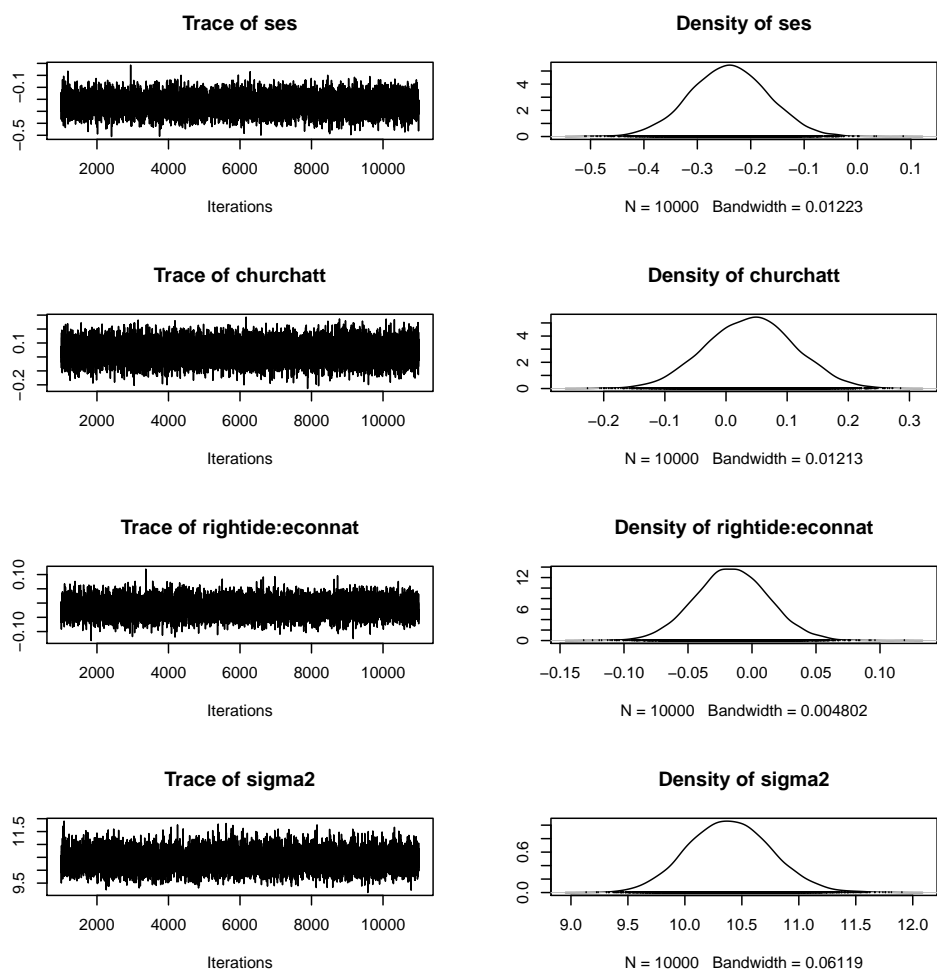 Trace of ses
−0.5
−0.1
2000 4000 6000 8000 10000
Iterations
Density of ses
0 2 4
−0.5 −0.4 −0.3 −0.2 −0.1 0.0 0.1
N = 10000 Bandwidth = 0.01223
Trace of churchatt
−0.2
0.1
2000 4000 6000 8000 10000
Iterations
Density of churchatt
0 2 4
−0.2 −0.1 0.0 0.1 0.2 0.3
N = 10000 Bandwidth = 0.01213
Trace of rightide:econnat
−0.10
0.10
2000 4000 6000 8000 10000
Iterations
Density of rightide:econnat
0 6 12
−0.15 −0.10 −0.05 0.00 0.05 0.10
N = 10000 Bandwidth = 0.004802
Trace of sigma2
9.5
11.5
2000 4000 6000 8000 10000
Iterations
Density of sigma2
0.0 0.6
9.0 9.5 10.0 10.5 11.0 11.5 12.0
N = 10000 Bandwidth = 0.06119